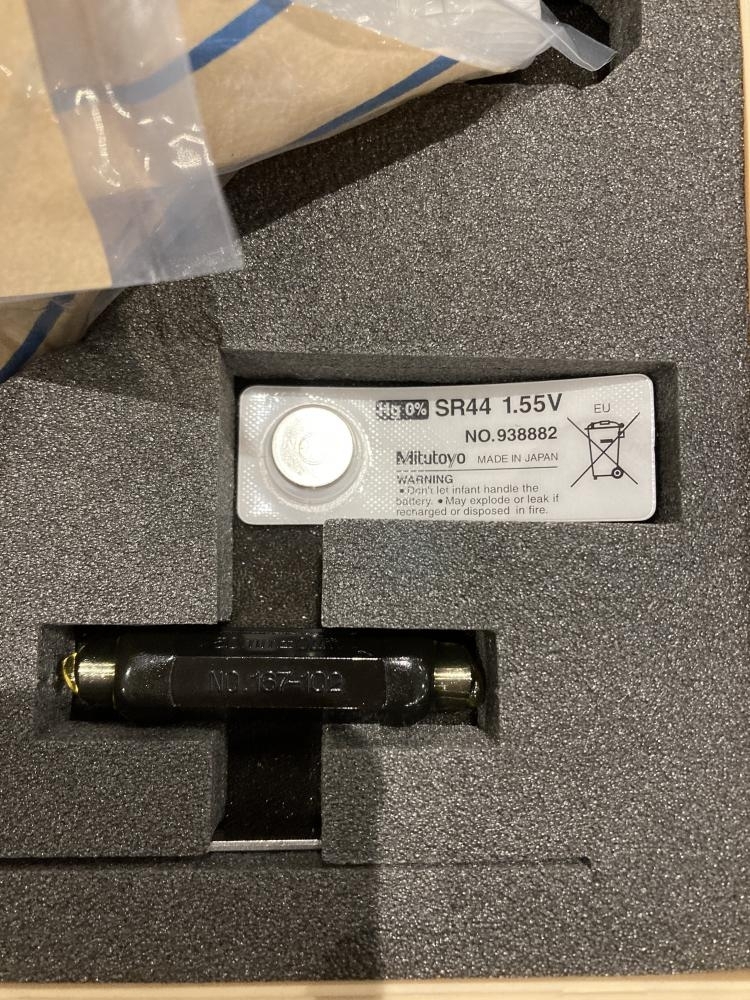 Hg 0% SR44 1.55V
EU
NO.938882
Mitutoyo MADE IN JAPAN
WARNING
• Don't let infant handle the
battery. • May explode or leak if
recharged or disposed in fire.
NO.167-102